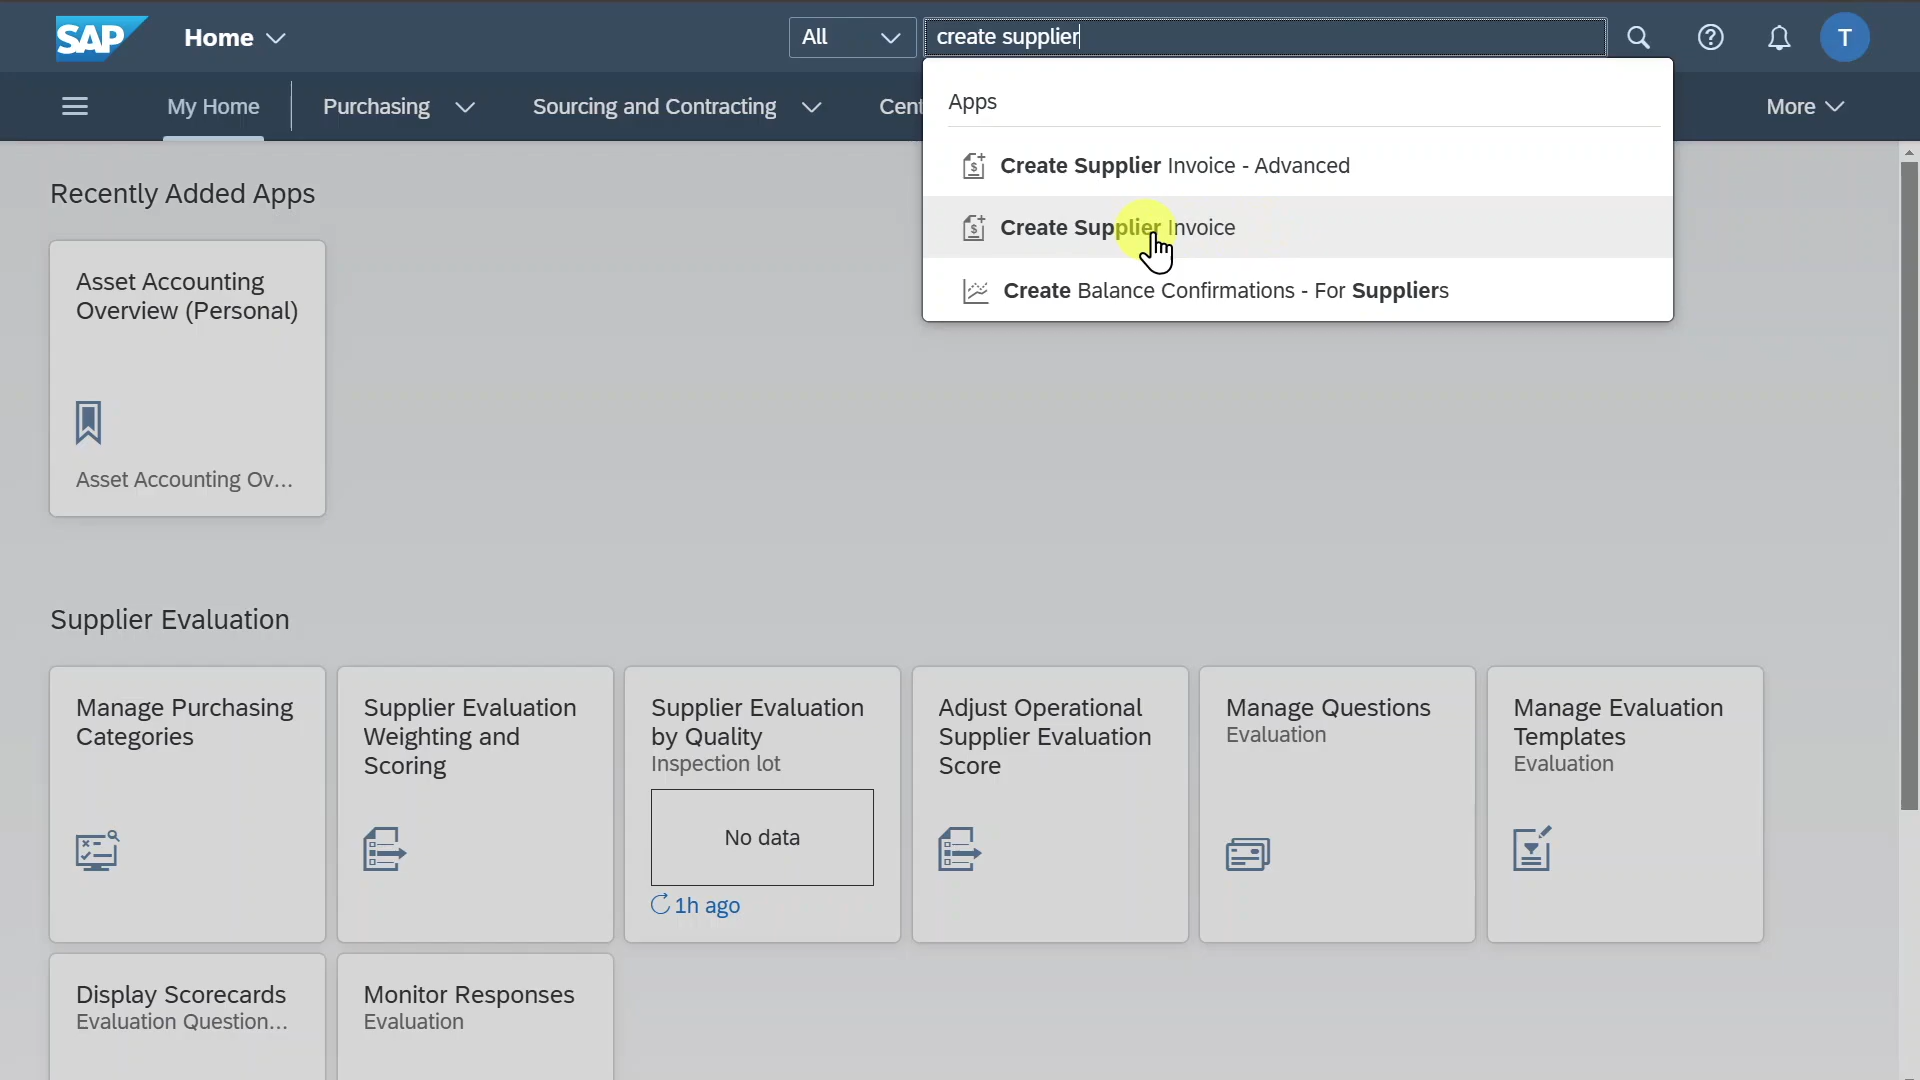 SAP
Home
All
create supplier
T
My Home
Purchasing
Sourcing and Contracting
Cent
More
Apps
Create Supplier Invoice - Advanced
Create Supplier Invoice
Create Balance Confirmations - For Suppliers
Recently Added Apps
Asset Accounting
Overview (Personal)
Asset Accounting Ov...
Supplier Evaluation
Manage Purchasing
Categories
Supplier Evaluation
Weighting and
Scoring
Supplier Evaluation
by Quality
Inspection lot
No data
1h ago
Adjust Operational
Supplier Evaluation
Score
Manage Questions
Evaluation
Manage Evaluation
Templates
Evaluation
Display Scorecards
Evaluation Question...
Monitor Responses
Evaluation